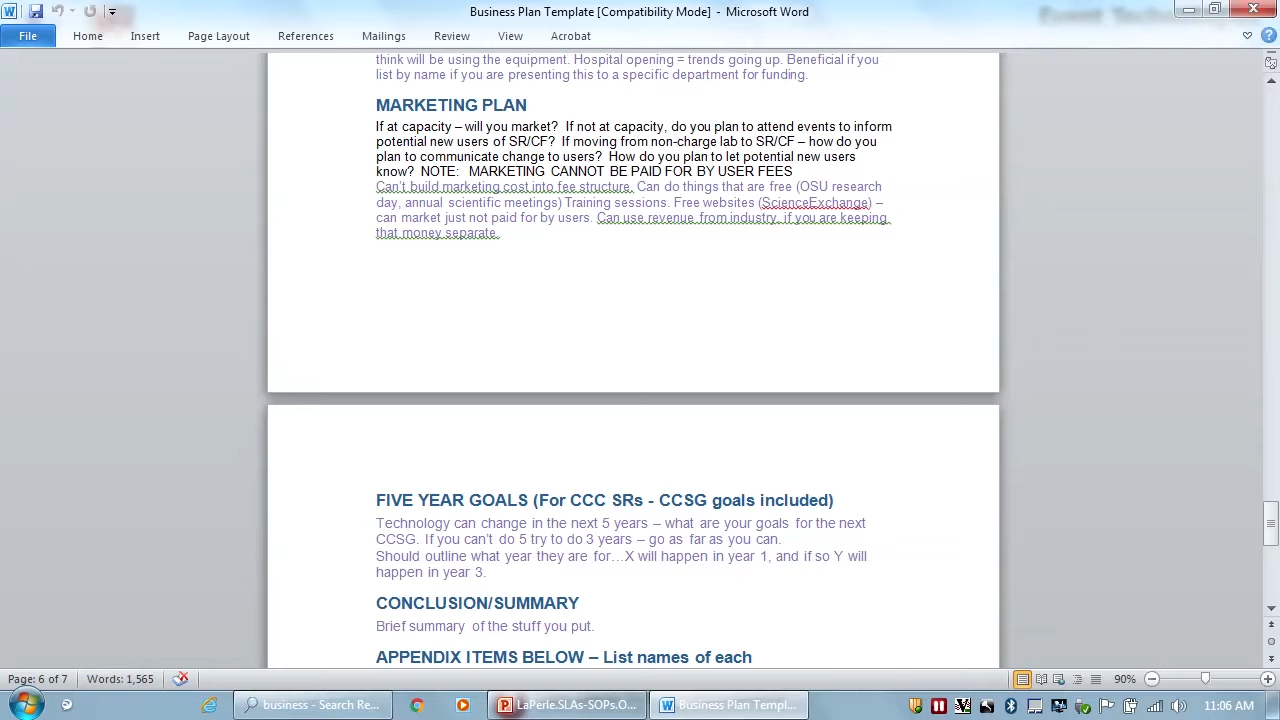 Business Plan Template [Compatibility Mode] - Microsoft Word
File Home Insert Page Layout References Mailings Review View Acrobat
think will be using the equipment. Hospital opening = trends going up. Beneficial if you
list by name if you are presenting this to a specific department for funding.
MARKETING PLAN
If at capacity – will you market? If not at capacity, do you plan to attend events to inform
potential new users of SR/CF? If moving from non-charge lab to SR/CF – how do you
plan to communicate change to users? How do you plan to let potential new users
know? NOTE: MARKETING CANNOT BE PAID FOR BY USER FEES
Can't build marketing cost into fee structure. Can do things that are free (OSU research
day, annual scientific meetings) Training sessions. Free websites (ScienceExchange) –
can market just not paid for by users. Can use revenue from industry, if you are keeping
that money separate.
FIVE YEAR GOALS (For CCC SRs - CCSG goals included)
Technology can change in the next 5 years – what are your goals for the next
CCSG. If you can't do 5 try to do 3 years – go as far as you can.
Should outline what year they are for…X will happen in year 1, and if so Y will
happen in year 3.
CONCLUSION/SUMMARY
Brief summary of the stuff you put.
APPENDIX ITEMS BELOW – List names of each
Page: 6 of 7 Words: 1,565 90%
business - Search Re... LaPerle.SLAs-SOPs.O... Business Plan Templ... 11:06 AM